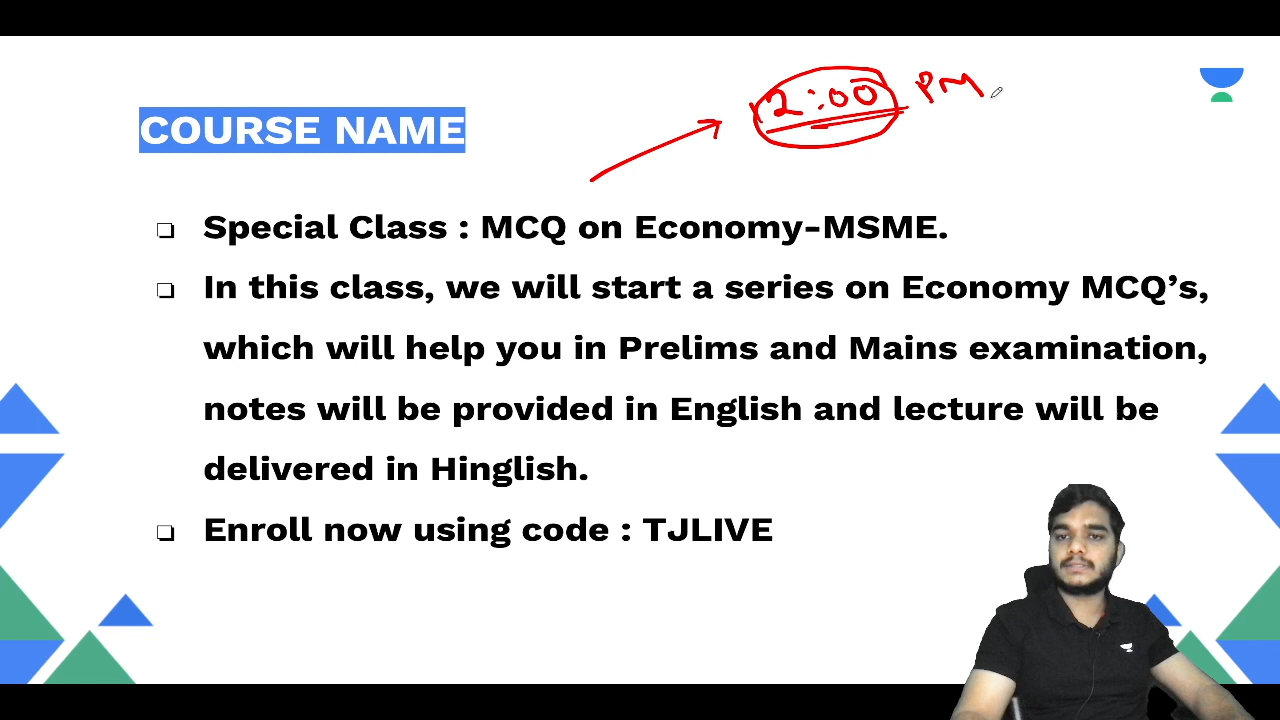 12:00 PM
COURSE NAME
Special Class : MCQ on Economy-MSME.
In this class, we will start a series on Economy MCQ’s,
which will help you in Prelims and Mains examination,
notes will be provided in English and lecture will be
delivered in Hinglish.
Enroll now using code : TJLIVE